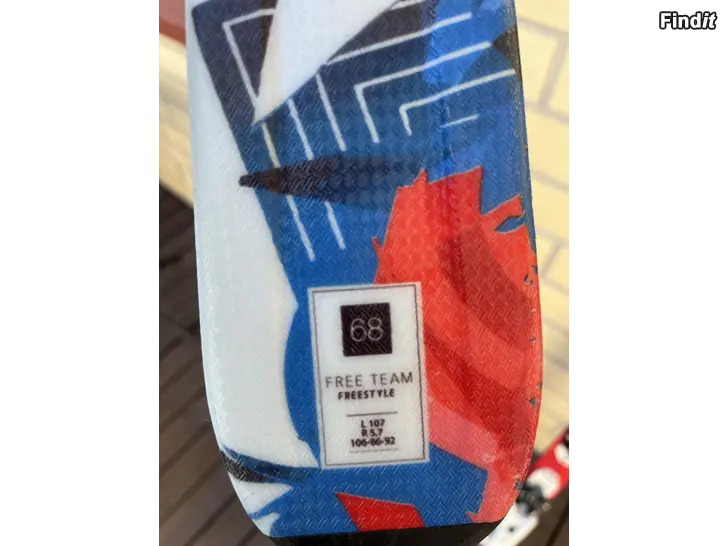 Findit
68
FREE TEAM
FREESTYLE
L 107
R 5.7
106-86-92